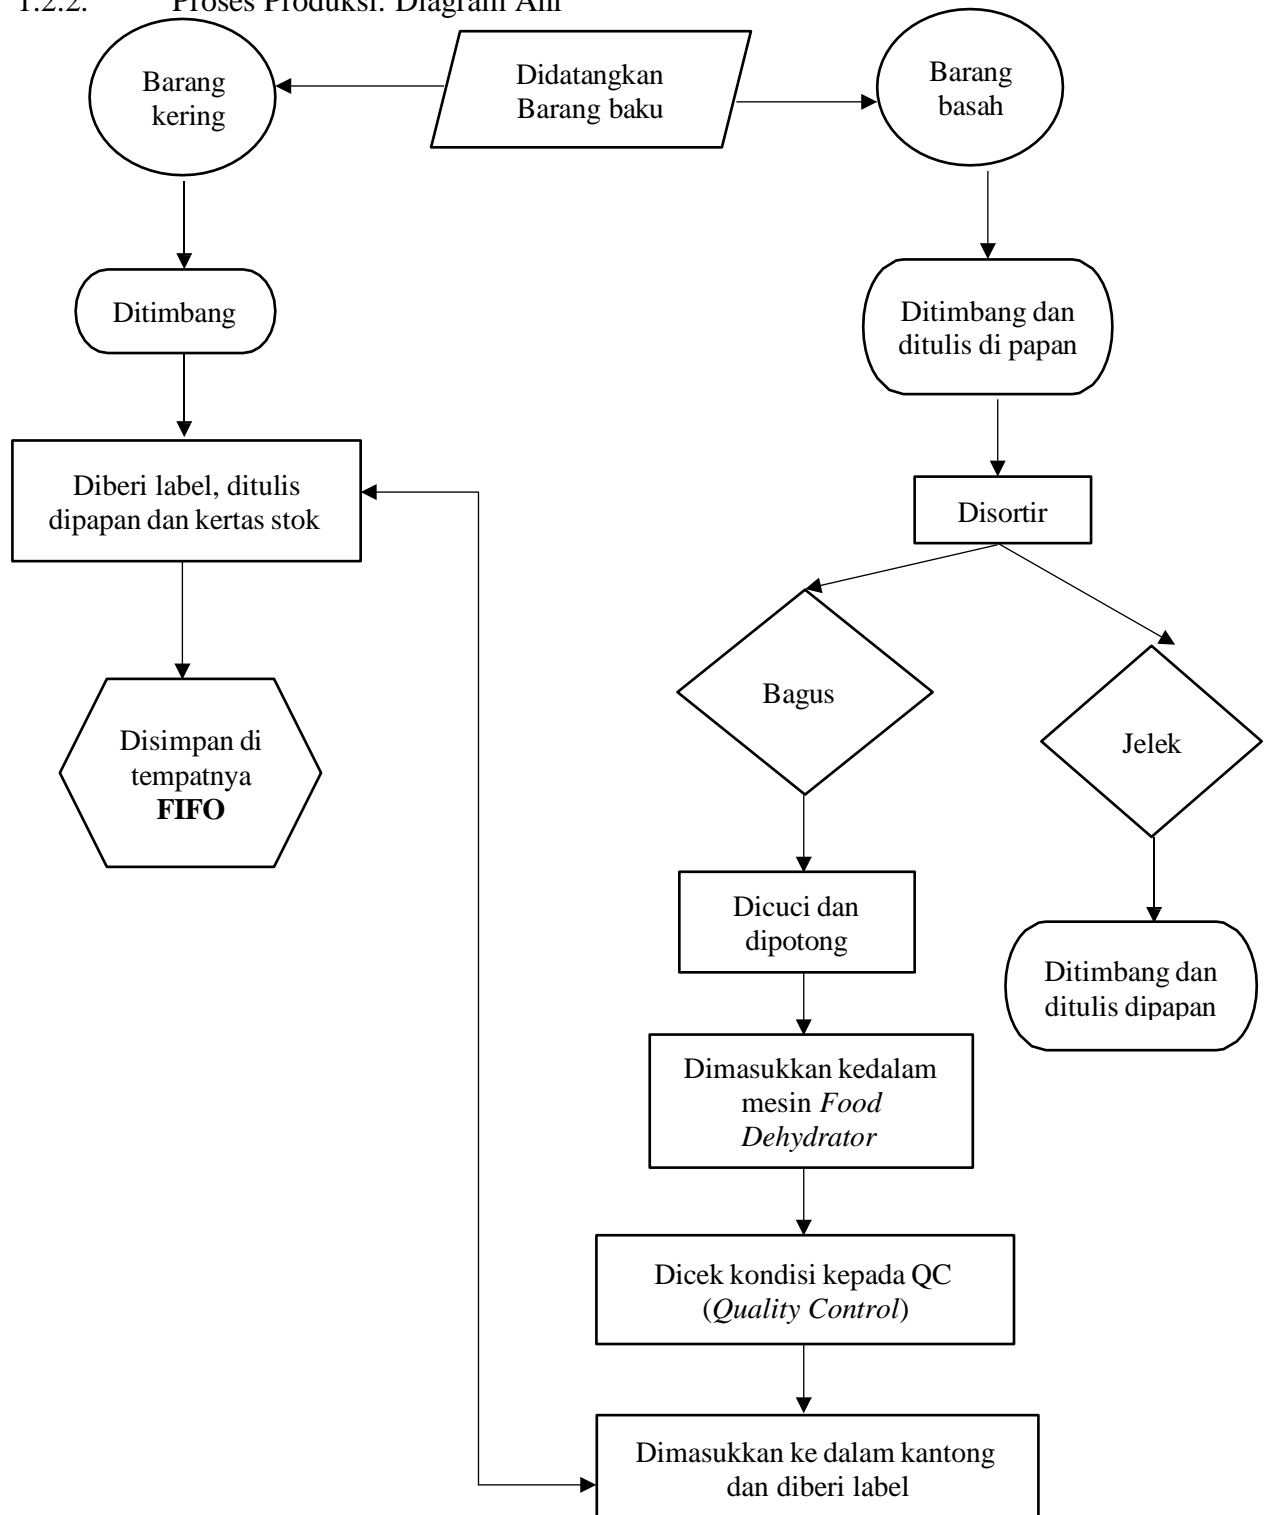 1.2.2. Proses Produksi: Diagram Alir
Barang
kering
Didatangkan
Barang baku
Barang
basah
Ditimbang
Ditimbang dan
ditulis di papan
Diberi label, ditulis
dipapan dan kertas stok
Disortir
Disimpan di
tempatnya
FIFO
Bagus
Jelek
Dicuci dan
dipotong
Ditimbang dan
ditulis dipapan
Dimasukkan kedalam
mesin Food
Dehydrator
Dicek kondisi kepada QC
(Quality Control)
Dimasukkan ke dalam kantong
dan diberi label